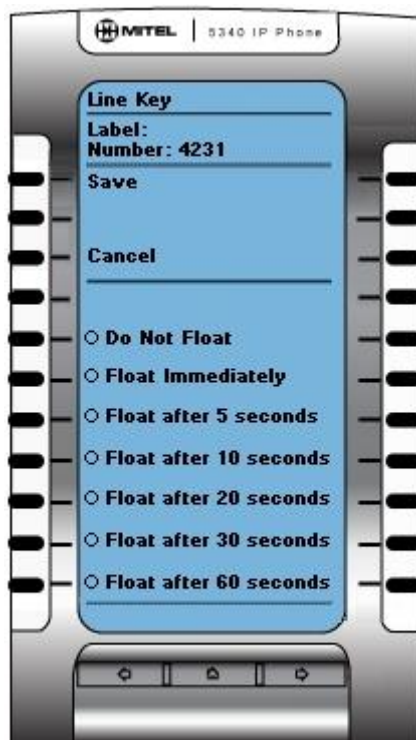 MITEL | 5340 IP Phone
Line Key
Label:
Number: 4231
Save
Cancel
Do Not Float
Float Immediately
Float after 5 seconds
Float after 10 seconds
Float after 20 seconds
Float after 30 seconds
Float after 60 seconds